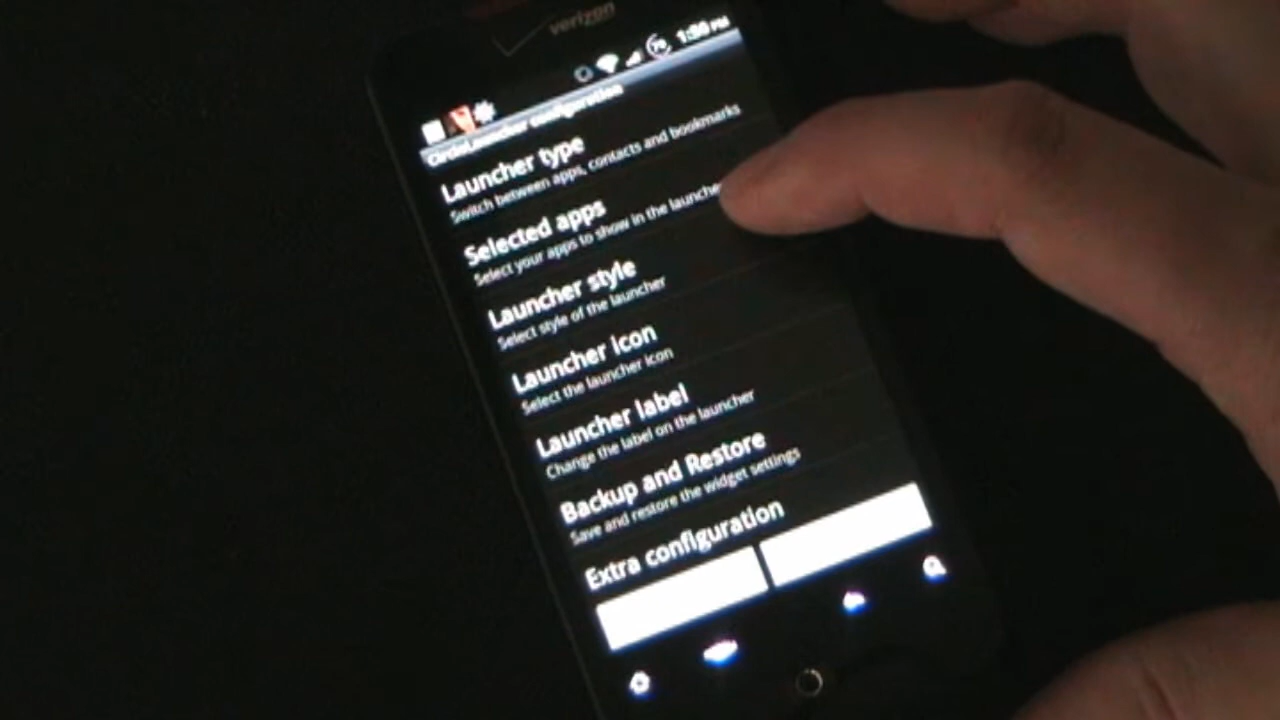 verizon
76 1:50 PM
CircleLauncher configuration
Launcher type
Switch between apps, contacts and bookmarks
Selected apps
Select your apps to show in the launcher
Launcher style
Select style of the launcher
Launcher icon
Select the launcher icon
Launcher label
Change the label on the launcher
Backup and Restore
Save and restore the widget settings
Extra configuration